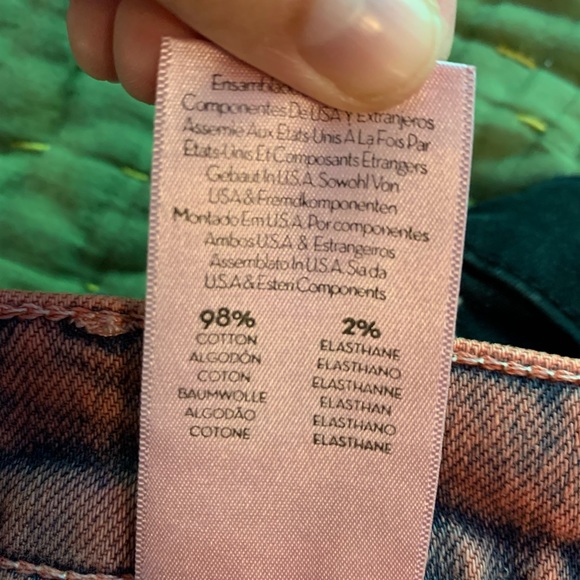 Ensamblado
Componentes De USA Y Extranjeros
Assemle Aux Etats-Unis A La Fois Par
Etats-Unis Et Composants Etrangers
Gebaut In U.S.A. Sowohl Von
USA & Fremdkomponenten
Montado Em U.S.A. Por componentes
Ambos U.S.A & Estrangeiros
Assemblato In U.S.A. Sia da
U.S.A & Esteri Components
98%
COTTON
ALGODÓN
COTON
BAUMWOLLE
ALGODÃO
COTONE
2%
ELASTHANE
ELASTHANO
ELASTHANNE
ELASTHAN
ELASTHANO
ELASTHANE